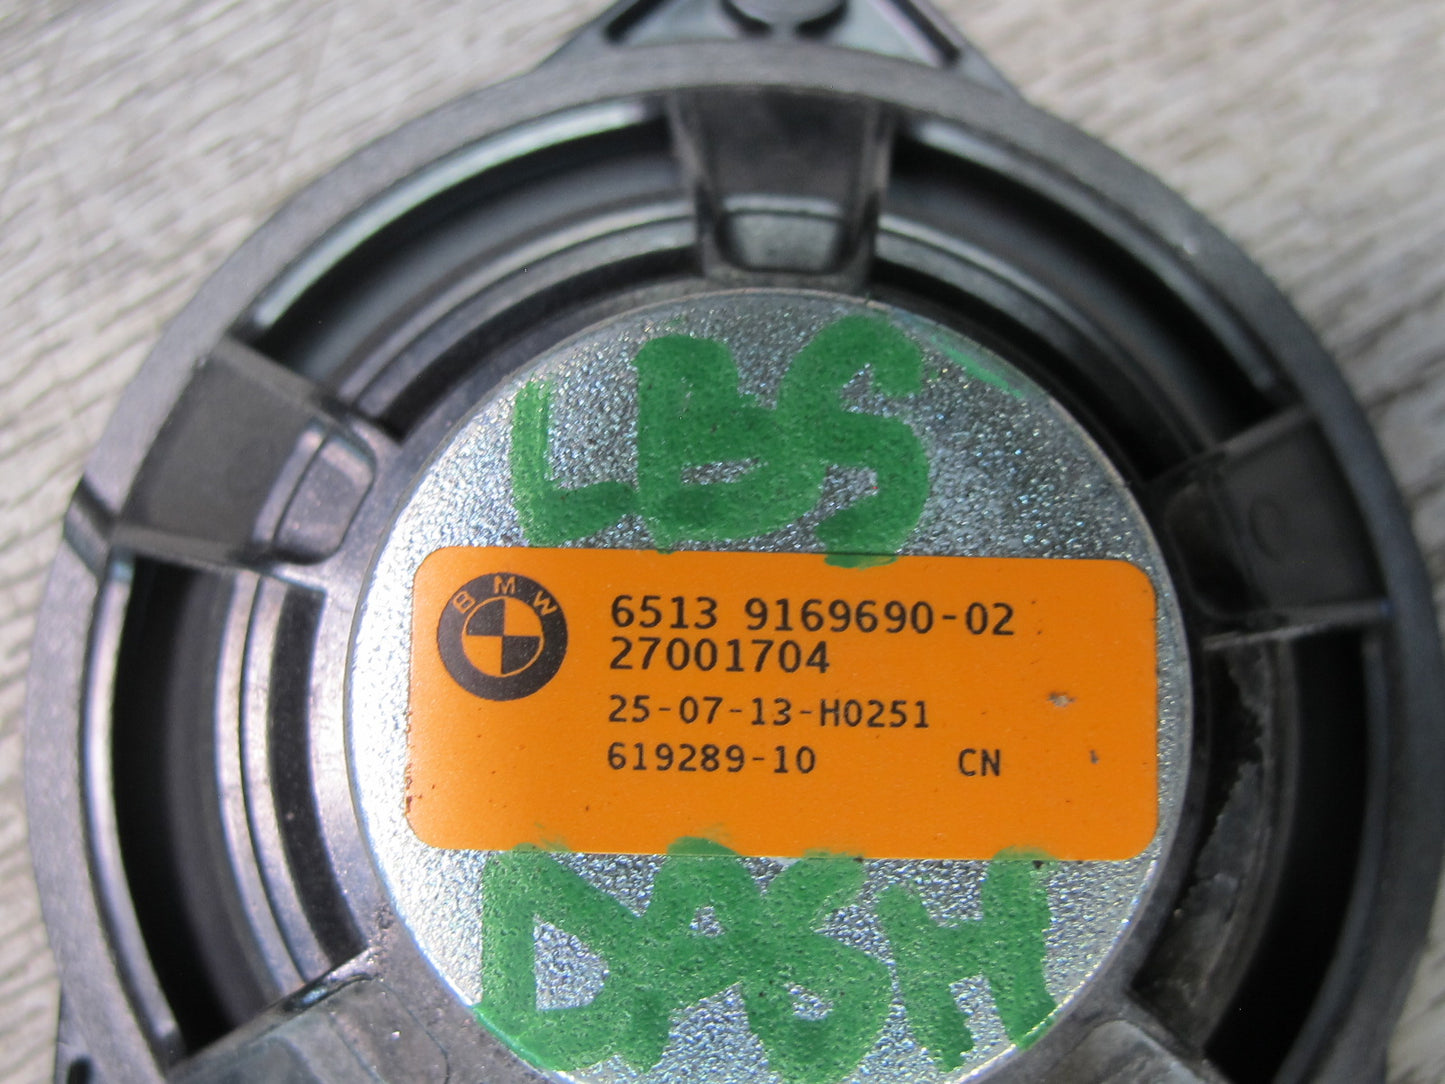 LBS
BMW
6513 9169690-02
27001704
25-07-13-H0251
619289-10 CN
DASH